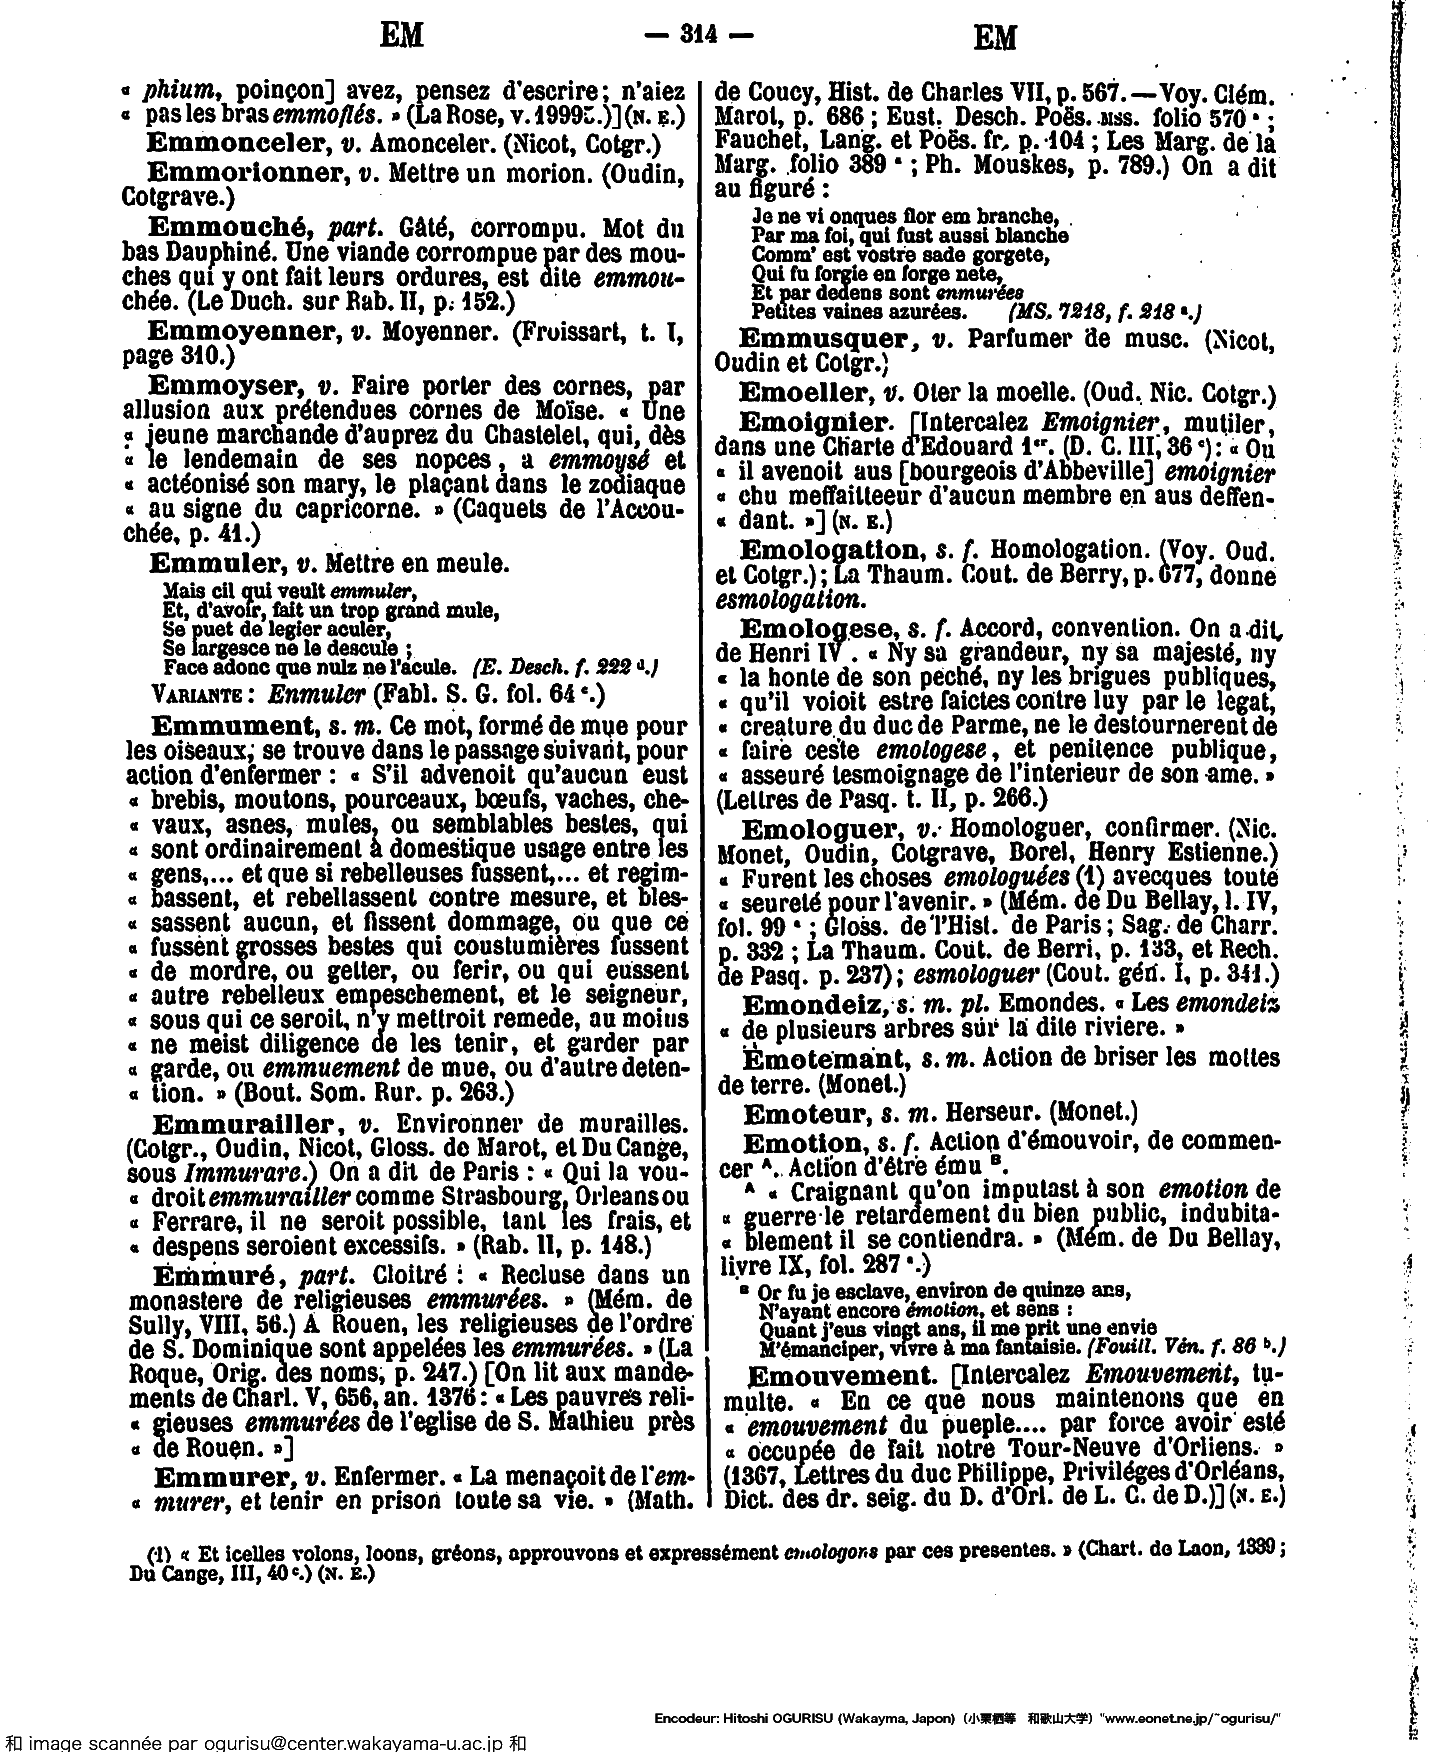 EM — 314 — EM
« phium, poinçon] avez, pensez d'escrire; n'aiez
« pas les bras emmoflés. » (La Rose, v. 19995.)] (N. E.)
Emmonceler, v. Amonceler. (Nicot, Cotgr.)
Emmorionner, v. Mettre un morion. (Oudin,
Cotgrave.)
Emmouché, part. Gâté, corrompu. Mot du
bas Dauphiné. Une viande corrompue par des mou-
ches qui y ont fait leurs ordures, est dite emmou-
chée. (Le Duch. sur Rab. II, p. 152.)
Emmoyenner, v. Moyenner. (Froissart, t. I,
page 310.)
Emmoyser, v. Faire porter des cornes, par
allusion aux prétendues cornes de Moïse. « Une
« jeune marchande d'auprez du Chastelet, qui, dès
« le lendemain de ses nopces, a emmoysé et
« actéonisé son mary, le plaçant dans le zodiaque
« au signe du capricorne. » (Caquets de l'Accou-
chée, p. 41.)
Emmuler, v. Mettre en meule.
Mais cil qui veult emmuler,
Et, d'avoir, fait un trop grand mule,
Se puet de legier aculer,
Se largesce ne le descule ;
Face adonc que nulz ne l'acule. (E. Desch. f. 222 d.)
VARIANTE : Enmuler (Fabl. S. G. fol. 64 c.)
Emmument, s. m. Ce mot, formé de mue pour
les oiseaux, se trouve dans le passage suivant, pour
action d'enfermer : « S'il advenoit qu'aucun eust
« brebis, moutons, pourceaux, bœufs, vaches, che-
« vaux, asnes, mules, ou semblables bestes, qui
« sont ordinairement à domestique usage entre les
« gens,... et que si rebelleuses fussent,... et regim-
« bassent, et rebellassent contre mesure, et bles-
« sassent aucun, et fissent dommage, ou que ce
« fussent grosses bestes qui coustumières fussent
« de mordre, ou getter, ou ferir, ou qui eussent
« autre rebelleux empeschement, et le seigneur,
« sous qui ce seroit, n'y mettroit remede, au moins
« ne meist diligence de les tenir, et garder par
« garde, ou emmuement de mue, ou d'autre deten-
« tion. » (Bout. Som. Rur. p. 263.)
Emmurailler, v. Environner de murailles.
(Cotgr., Oudin, Nicot, Gloss. de Marot, et Du Cange,
sous Immurare.) On a dit de Paris : « Qui la vou-
« droit emmurailler comme Strasbourg, Orleans ou
« Ferrare, il ne seroit possible, tant les frais, et
« despens seroient excessifs. » (Rab. II, p. 148.)
Emmuré, part. Cloitré : « Recluse dans un
monastere de religieuses emmurées. » (Mém. de
Sully, VIII, 56.) A Rouen, les religieuses de l'ordre
de S. Dominique sont appelées les emmurées. » (La
Roque, Orig. des noms, p. 247.) [On lit aux mande-
ments de Charl. V, 656, an. 1376 : « Les pauvres reli-
« gieuses emmurées de l'eglise de S. Mathieu près
« de Rouen. »]
Emmurer, v. Enfermer. « La menaçoit de l'em-
« murer, et tenir en prison toute sa vie. » (Math.
de Coucy, Hist. de Charles VII, p. 567. — Voy. Clém.
Marot, p. 686 ; Eust. Desch. Poës. MSS. folio 570 a ;
Fauchet, Lang. et Poës. fr. p. 104 ; Les Marg. de la
Marg. folio 389 a ; Ph. Mouskes, p. 789.) On a dit
au figuré :
Je ne vi onques flor em branche,
Par ma foi, qui fust aussi blanche
Comm' est vostre sade gorgete,
Qui fu forgie en forge nete,
Et par dedens sont enmurées
Petites vaines azurées. (MS. 7218, f. 218 a.)
Emmusquer, v. Parfumer de musc. (Nicot,
Oudin et Cotgr.)
Emoeller, v. Oter la moelle. (Oud. Nic. Cotgr.)
Emoignier. [Intercalez Emoignier, mutiler,
dans une Charte d'Edouard 1er. (D. C. III, 36 c) : « Ou
« il avenoit aus [bourgeois d'Abbeville] emoignier
« chu meffailteeur d'aucun membre en aus deffen-
« dant. »] (N. E.)
Emologation, s. f. Homologation. (Voy. Oud.
et Cotgr.) ; La Thaum. Cout. de Berry, p. 677, donne
esmologation.
Emologese, s. f. Accord, convention. On a dit,
de Henri IV. « Ny sa grandeur, ny sa majesté, ny
« la honte de son peché, ny les brigues publiques,
« qu'il voioit estre faictes contre luy par le legat,
« creature du duc de Parme, ne le destournerent de
« faire ceste emologese, et penitence publique,
« asseuré tesmoignage de l'interieur de son ame. »
(Lettres de Pasq. t. II, p. 266.)
Emologuer, v. Homologuer, confirmer. (Nic.
Monet, Oudin, Cotgrave, Borel, Henry Estienne.)
« Furent les choses emologuées (1) avecques toute
« seureté pour l'avenir. » (Mém. de Du Bellay, l. IV,
fol. 99 a ; Gloss. de l'Hist. de Paris ; Sag. de Charr.
p. 332 ; La Thaum. Cout. de Berri, p. 133, et Rech.
de Pasq. p. 237) ; esmologuer (Cout. gén. I, p. 341.)
Emondeiz, s. m. pl. Emondes. « Les emondeiz
« de plusieurs arbres sur la dite riviere. »
Emotemant, s. m. Action de briser les mottes
de terre. (Monet.)
Emoteur, s. m. Herseur. (Monet.)
Emotion, s. f. Action d'émouvoir, de commen-
cer A. Action d'être ému B.
A « Craignant qu'on imputast à son emotion de
« guerre le retardement du bien public, indubita-
« blement il se contiendra. » (Mém. de Du Bellay,
livre IX, fol. 287 a.)
B Or fu je esclave, environ de quinze ans,
N'ayant encore émotion, et sens :
Quant j'eus vingt ans, il me prit une envie
M'émanciper, vivre à ma fantaisie. (Fouill. Vén. f. 86 b.)
Emouvement. [Intercalez Emouvement, tu-
multe. « En ce que nous maintenons que en
« emouvement du pueple.... par force avoir esté
« occupée de fait notre Tour-Neuve d'Orliens. »
(1367, Lettres du duc Philippe, Priviléges d'Orléans,
Dict. des dr. seig. du D. d'Orl. de L. C. de D.)] (N. E.)
(1) « Et icelles volons, loons, gréons, approuvons et expressément emologons par ces presentes. » (Chart. de Laon, 1339 ;
Du Cange, III, 40 c.) (N. E.)
Encodeur: Hitoshi OGURISU (Wakayma, Japon) (小栗栖等 和歌山大学) "www.eonet.ne.jp/~ogurisu/"
和 image scannée par ogurisu@center.wakayama-u.ac.jp 和